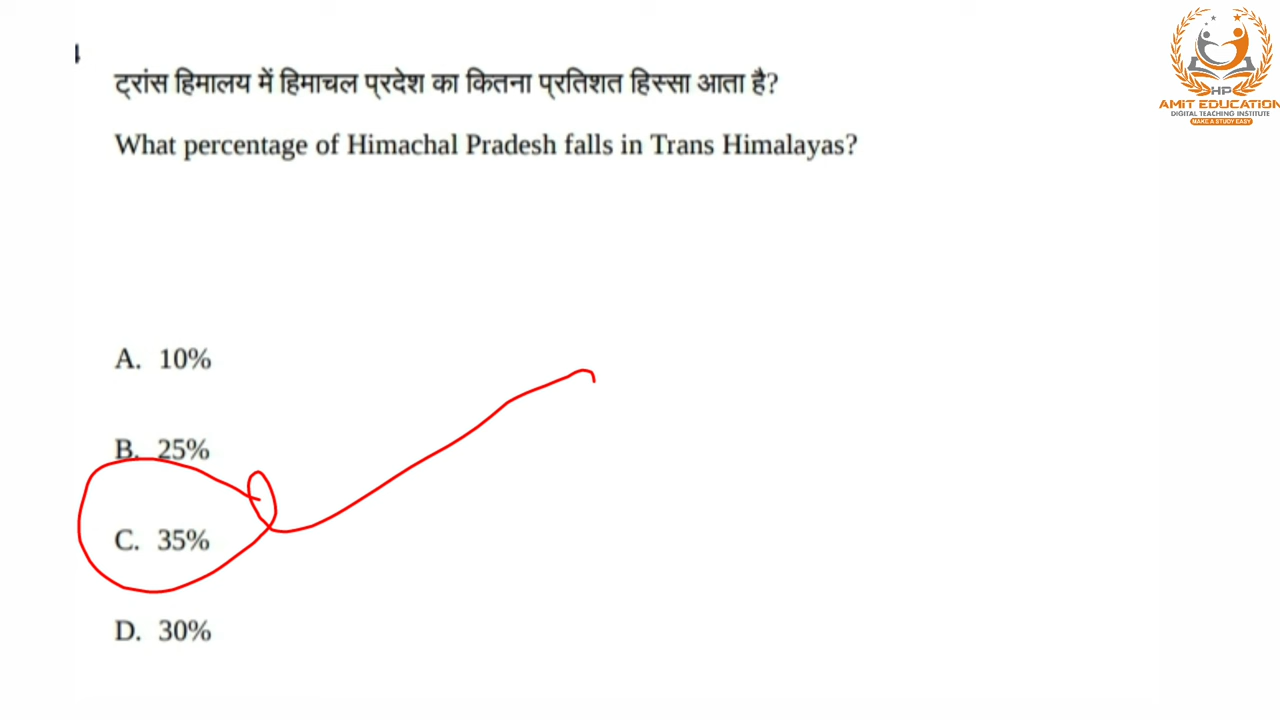 ट्रांस हिमालय में हिमाचल प्रदेश का कितना प्रतिशत हिस्सा आता है?
What percentage of Himachal Pradesh falls in Trans Himalayas?
A. 10%
B. 25%
C. 35%
D. 30%
HP
AMIT EDUCATION
DIGITAL TEACHING INSTITUTE
MAKE A STUDY EASY